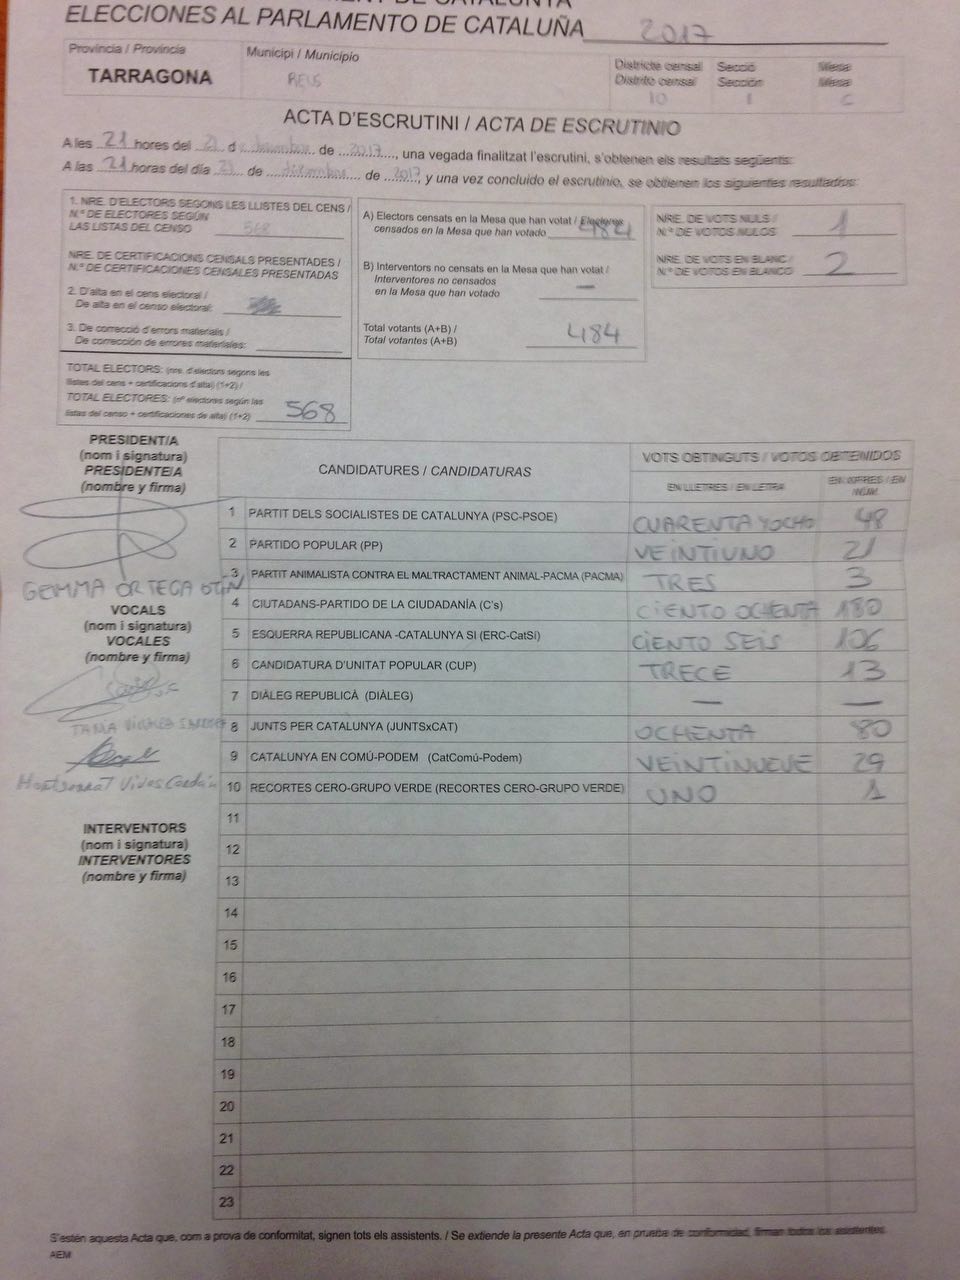 ELECCIONES AL PARLAMENTO DE CATALUÑA 2017
Província / Provincia
TARRAGONA
Municipi / Municipio
REUS
Districte censal
Distrito censal
10
Secció
Sección
1
Mesa
Mesa
C
ACTA D'ESCRUTINI / ACTA DE ESCRUTINIO
A les 21 hores del 21 d desembre de 2017, una vegada finalitzat l'escrutini, s'obtenen els resultats següents:
A las 21 horas del día 21 de diciembre de 2017, y una vez concluido el escrutinio, se obtienen los siguientes resultados:
1. NRE. D'ELECTORS SEGONS LES LLISTES DEL CENS /
N.º DE ELECTORES SEGÚN
LAS LISTAS DEL CENSO 568
NRE. DE CERTIFICACIONS CENSALS PRESENTADES /
N.º DE CERTIFICACIONES CENSALES PRESENTADAS
2. D'alta en el cens electoral /
De alta en el censo electoral:
3. De correcció d'errors materials /
De corrección de errores materiales:
TOTAL ELECTORS: (nre. d'electors segons les
llistes del cens + certificacions d'alta) (1+2) /
TOTAL ELECTORES: (nº electores según las
listas del censo + certificaciones de alta) (1+2) 568
A) Electors censats en la Mesa que han votat / Electores
censados en la Mesa que han votado 484
B) Interventors no censats en la Mesa que han votat /
Interventores no censados
en la Mesa que han votado —
Total votants (A+B) /
Total votantes (A+B) 484
NRE. DE VOTS NULS /
N.º DE VOTOS NULOS 1
NRE. DE VOTS EN BLANC /
N.º DE VOTOS EN BLANCO 2
PRESIDENT/A
(nom i signatura)
PRESIDENTE/A
(nombre y firma)
GEMMA ORTEGA
VOCALS
(nom i signatura)
VOCALES
(nombre y firma)
Montserrat
INTERVENTORS
(nom i signatura)
INTERVENTORES
(nombre y firma)
CANDIDATURES / CANDIDATURAS
VOTS OBTINGUTS / VOTOS OBTENIDOS
EN LLETRES / EN LETRA
EN XIFRES / EN NÚM.
1 PARTIT DELS SOCIALISTES DE CATALUNYA (PSC-PSOE) CUARENTA Y OCHO 48
2 PARTIDO POPULAR (PP) VEINTIUNO 21
3 PARTIT ANIMALISTA CONTRA EL MALTRACTAMENT ANIMAL-PACMA (PACMA) TRES 3
4 CIUTADANS-PARTIDO DE LA CIUDADANÍA (C's) CIENTO OCHENTA 180
5 ESQUERRA REPUBLICANA -CATALUNYA SI (ERC-CatSí) CIENTO SEIS 106
6 CANDIDATURA D'UNITAT POPULAR (CUP) TRECE 13
7 DIÀLEG REPUBLICÀ (DIÀLEG) — —
8 JUNTS PER CATALUNYA (JUNTSxCAT) OCHENTA 80
9 CATALUNYA EN COMÚ-PODEM (CatComú-Podem) VEINTINUEVE 29
10 RECORTES CERO-GRUPO VERDE (RECORTES CERO-GRUPO VERDE) UNO 1
11
12
13
14
15
16
17
18
19
20
21
22
23
S'estén aquesta Acta que, com a prova de conformitat, signen tots els assistents. / Se extiende la presente Acta que, en prueba de conformidad, firman todos los asistentes.
AEM